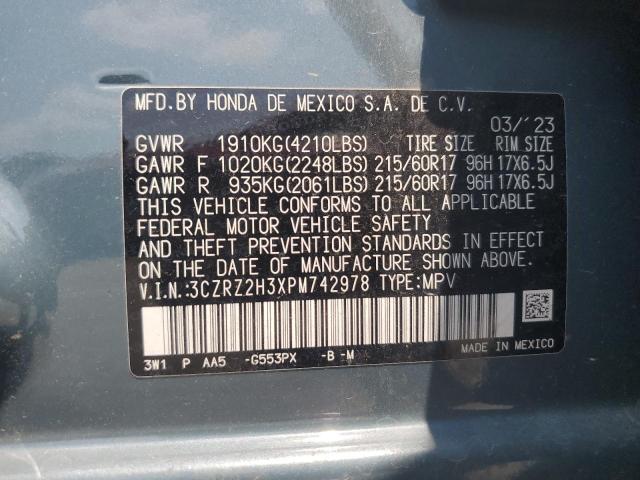 MFD.BY HONDA DE MEXICO S.A. DE C.V.
03/'23
GVWR 1910KG(4210LBS) TIRE SIZE RIM SIZE
GAWR F 1020KG(2248LBS) 215/60R17 96H 17X6.5J
GAWR R 935KG(2061LBS) 215/60R17 96H 17X6.5J
THIS VEHICLE CONFORMS TO ALL APPLICABLE
FEDERAL MOTOR VEHICLE SAFETY
AND THEFT PREVENTION STANDARDS IN EFFECT
ON THE DATE OF MANUFACTURE SHOWN ABOVE.
V.I.N.:3CZRZ2H3XPM742978 TYPE:MPV
3W1 P AA5 -G553PX -B -M
MADE IN MEXICO